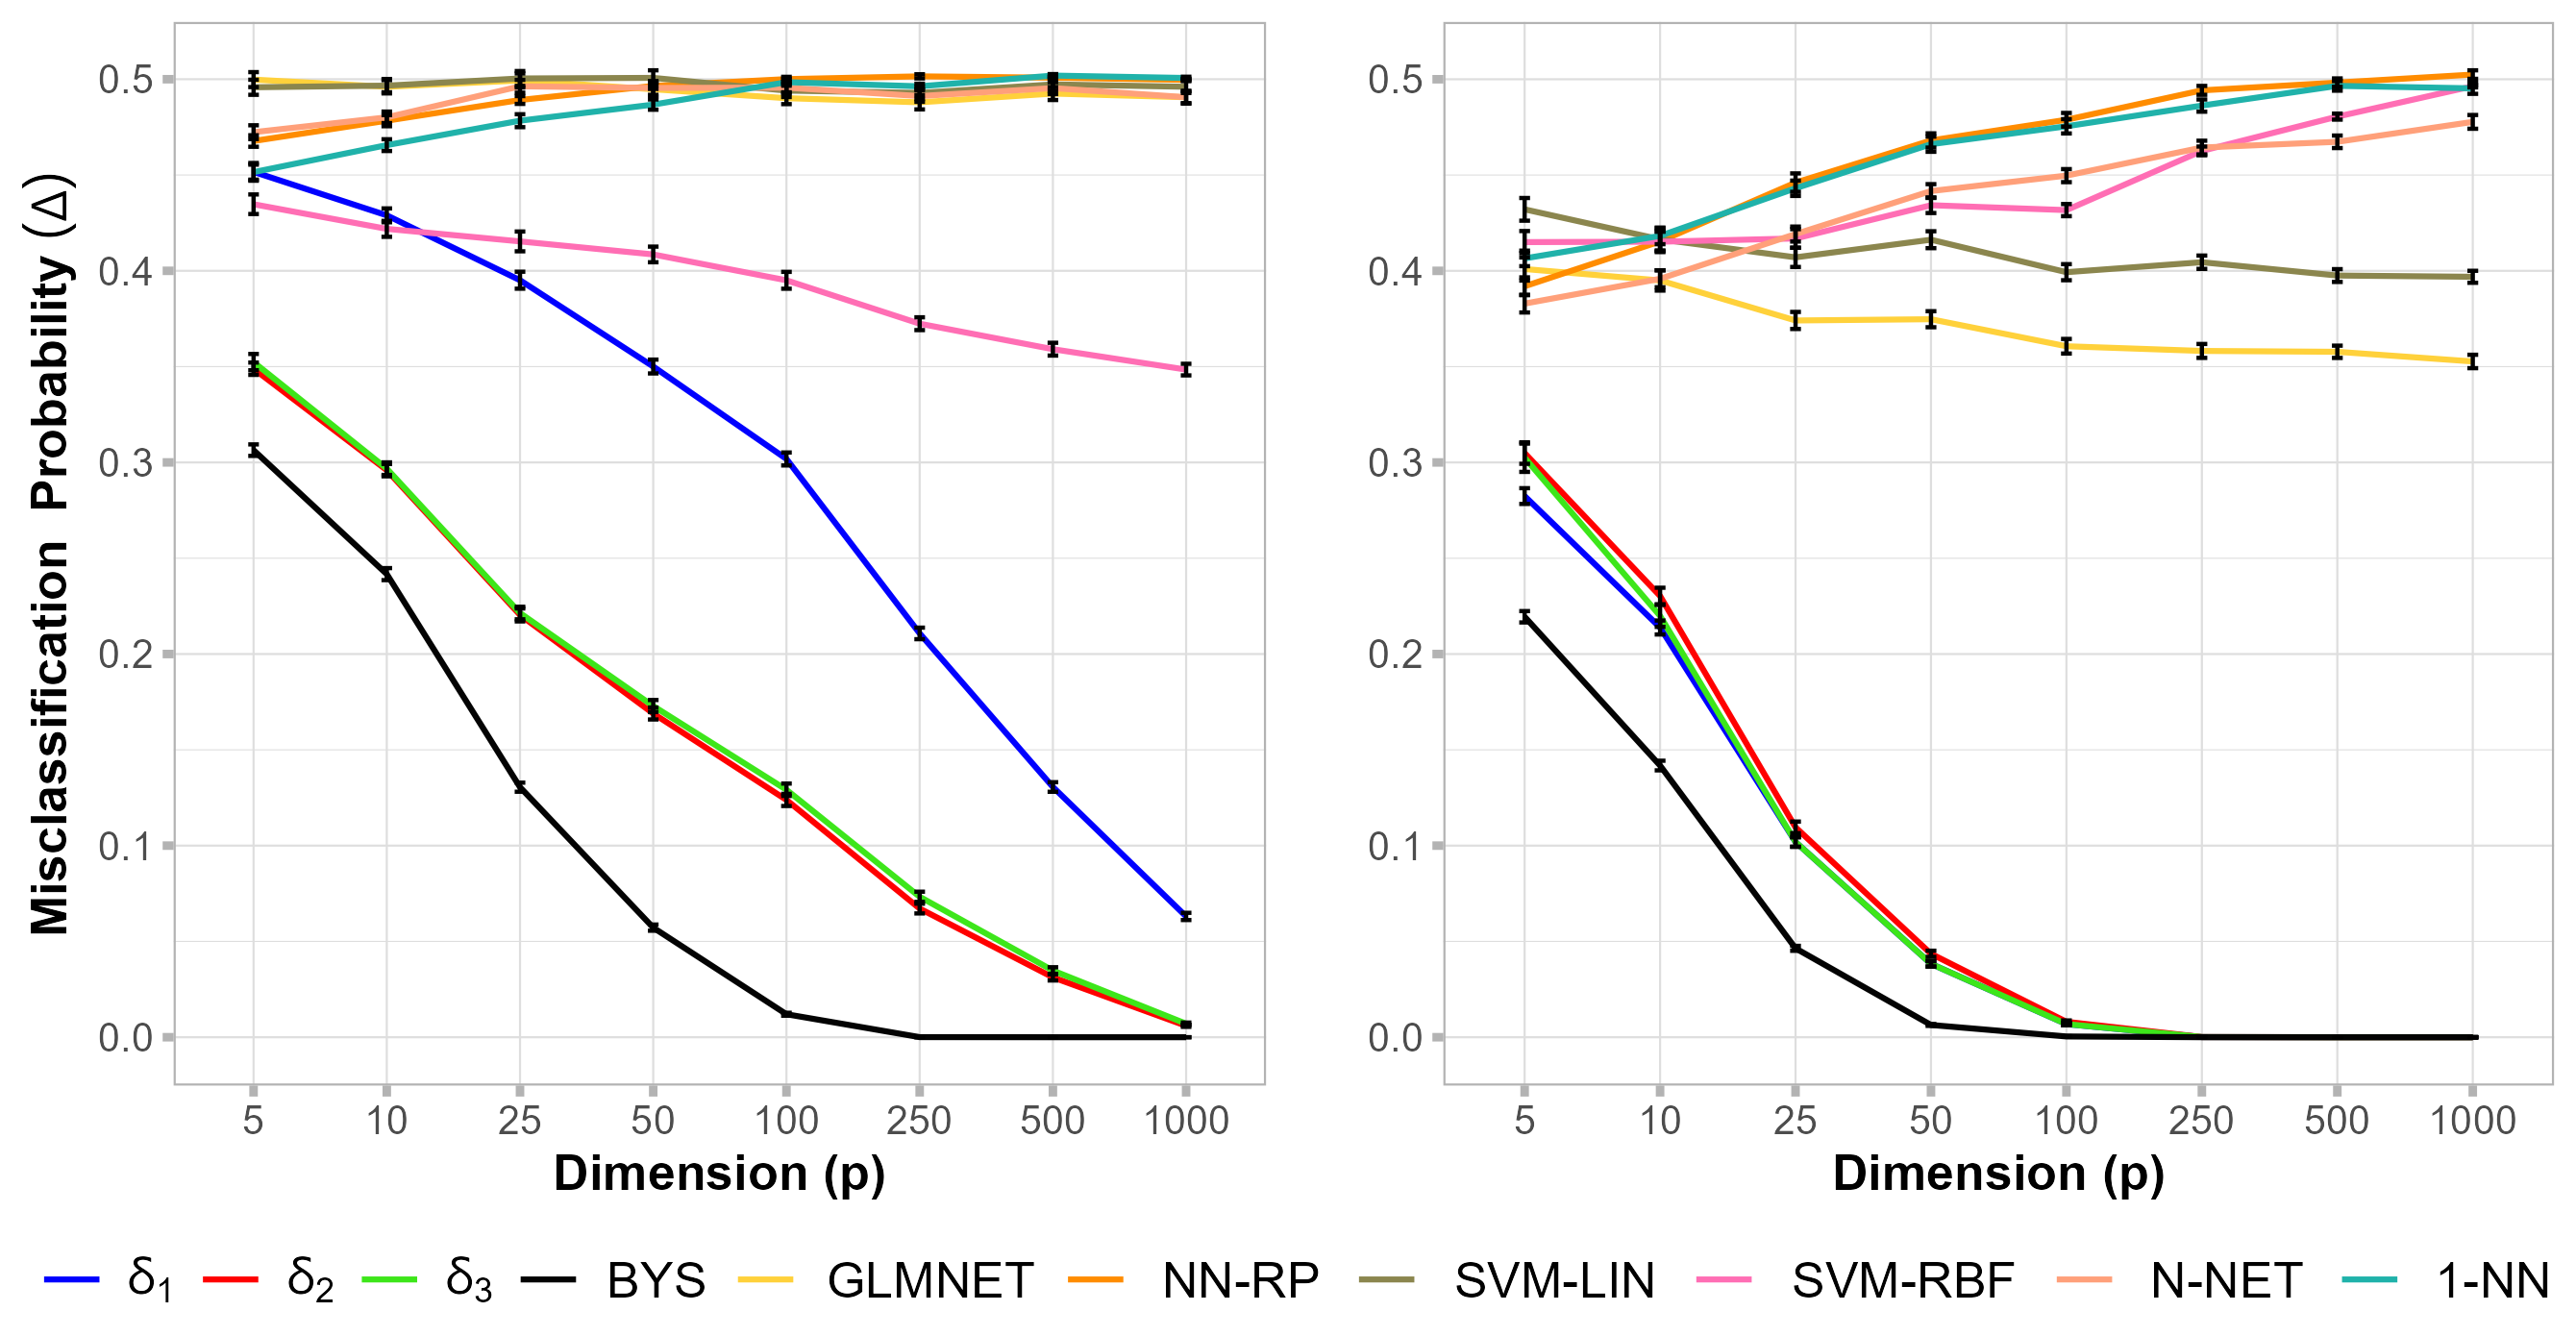 Misclassification Probability (Δ)
0.5
0.4
0.3
0.2
0.1
0.0
5 10 25 50 100 250 500 1000
Dimension (p)
0.5
0.4
0.3
0.2
0.1
0.0
5 10 25 50 100 250 500 1000
Dimension (p)
δ₁ δ₂ δ₃ BYS GLMNET NN-RP SVM-LIN SVM-RBF N-NET 1-NN